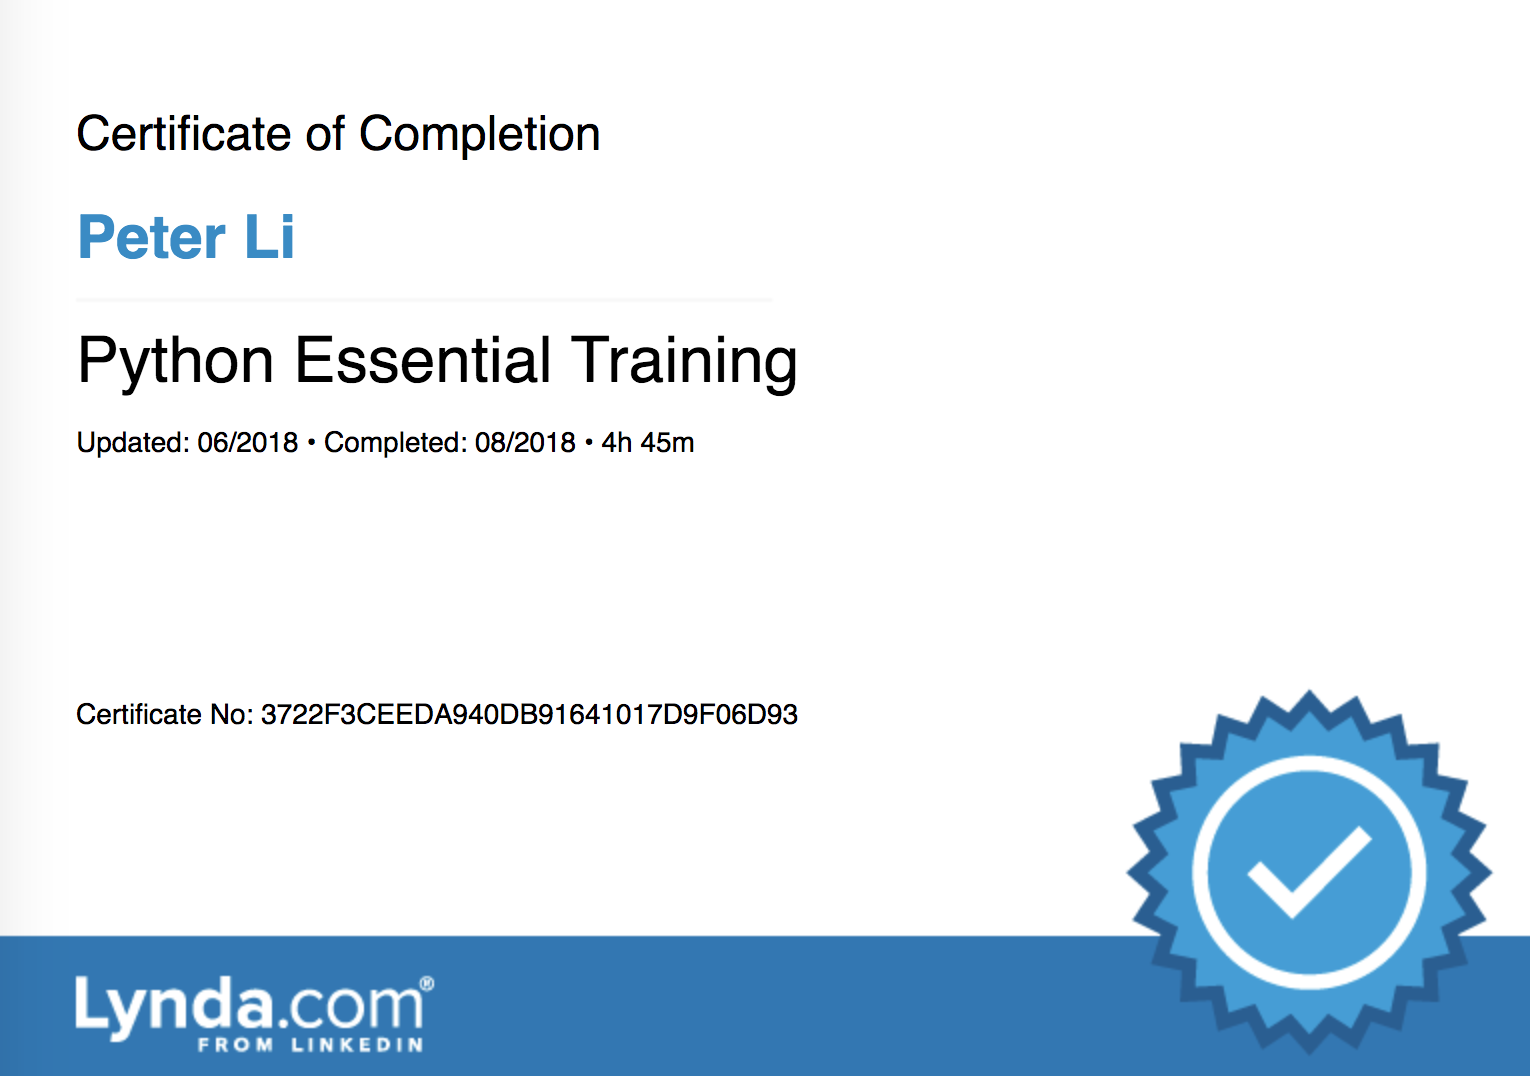 Certificate of Completion
Peter Li
Python Essential Training
Updated: 06/2018 • Completed: 08/2018 • 4h 45m
Certificate No: 3722F3CEEDA940DB91641017D9F06D93
Lynda.com®
FROM LINKEDIN